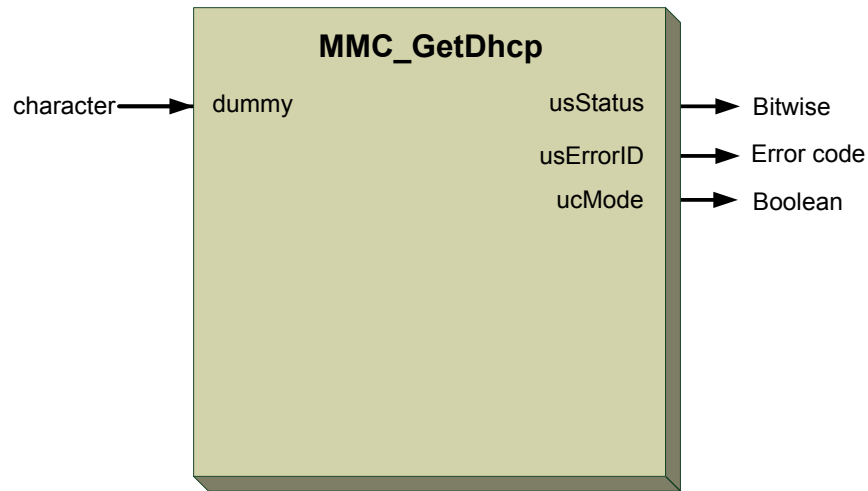 MMC_GetDhcp
character dummy usStatus Bitwise
usErrorID Error code
ucMode Boolean